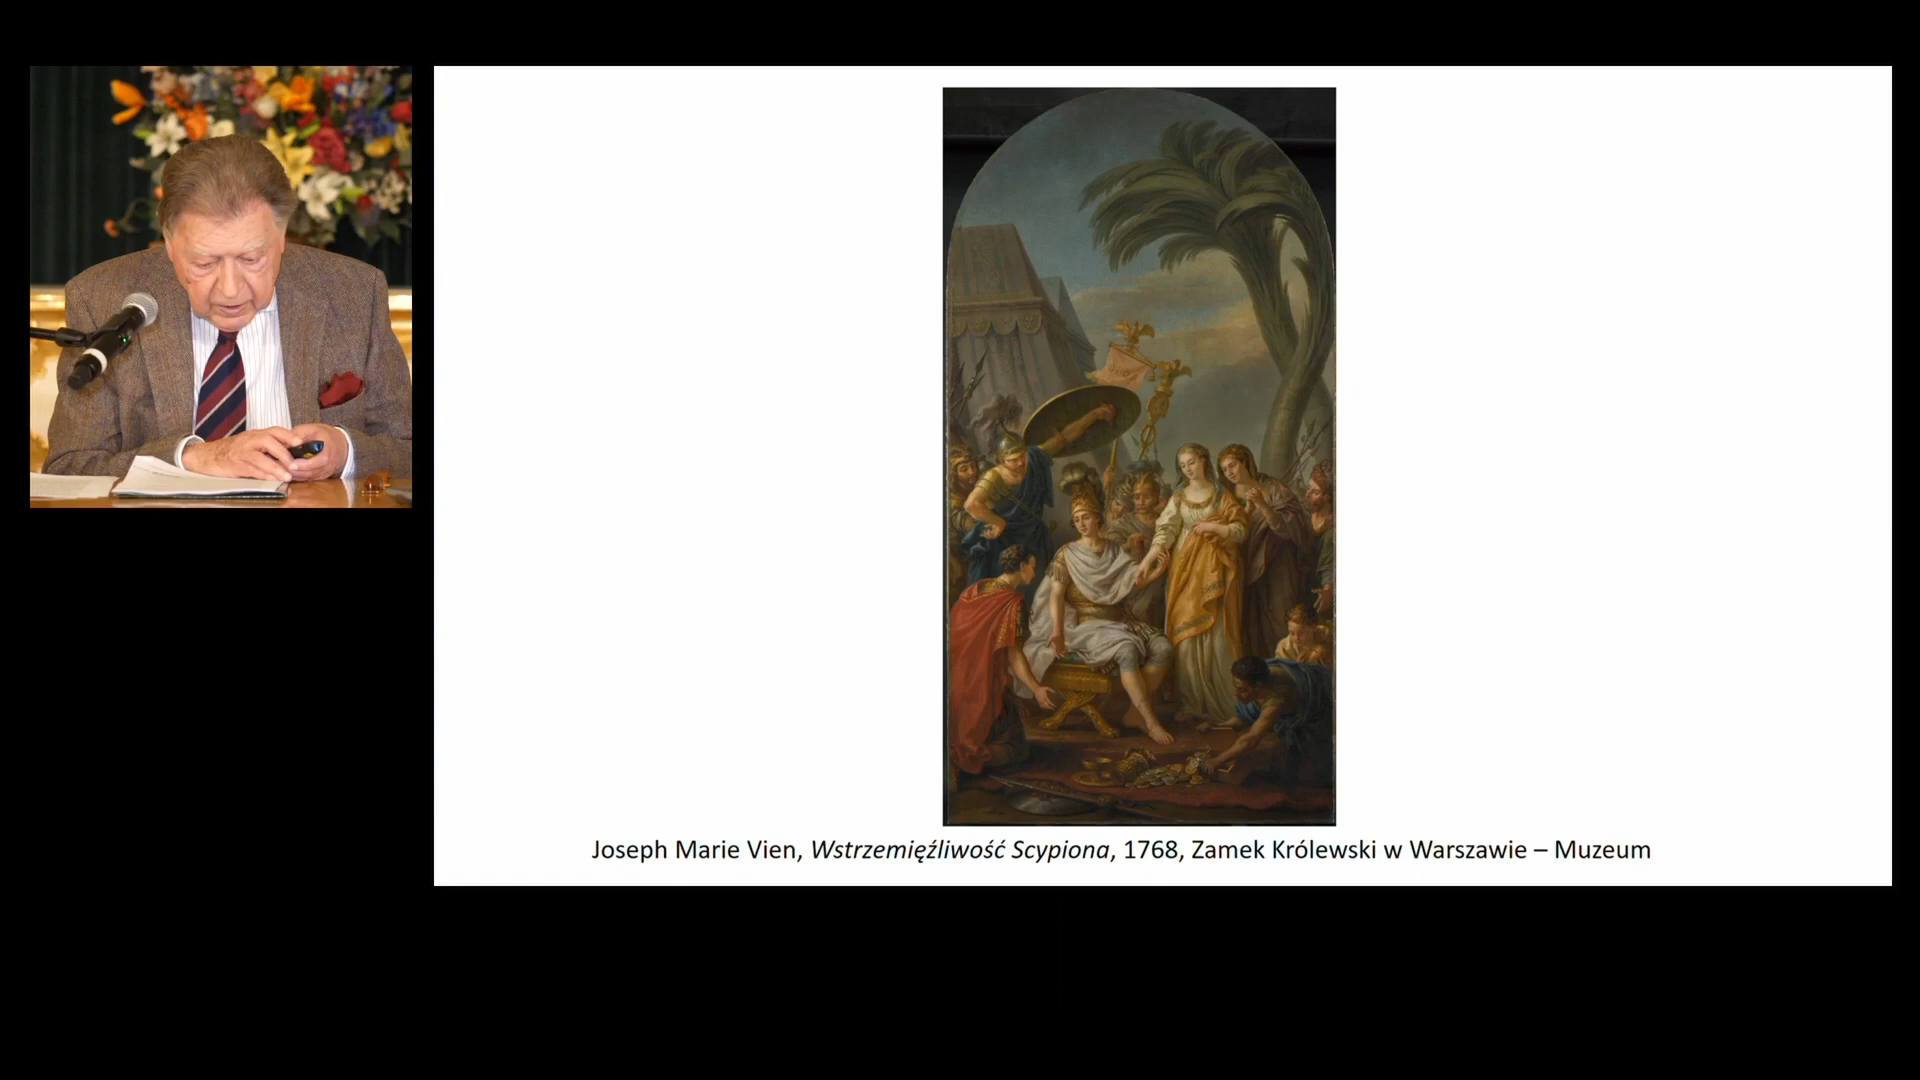 Joseph Marie Vien, Wstrzemięźliwość Scypiona, 1768, Zamek Królewski w Warszawie – Muzeum